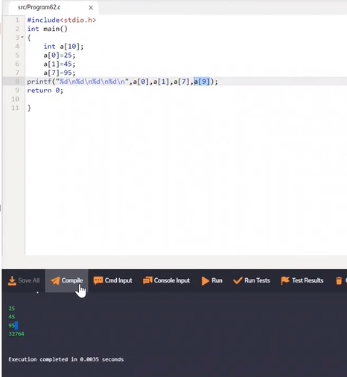 src/Program62.c x
1 #include<stdio.h>
2 int main()
3 {
4 int a[10];
5 a[0]=25;
6 a[1]=45;
7 a[7]=95;
8 printf("%d\n%d\n%d\n%d\n",a[0],a[1],a[7],a[9]);
9 return 0;
10
11 }
Save All Compile Cmd Input Console Input Run Run Tests Test Results
25
45
95
32764
Execution completed in 0.0035 seconds